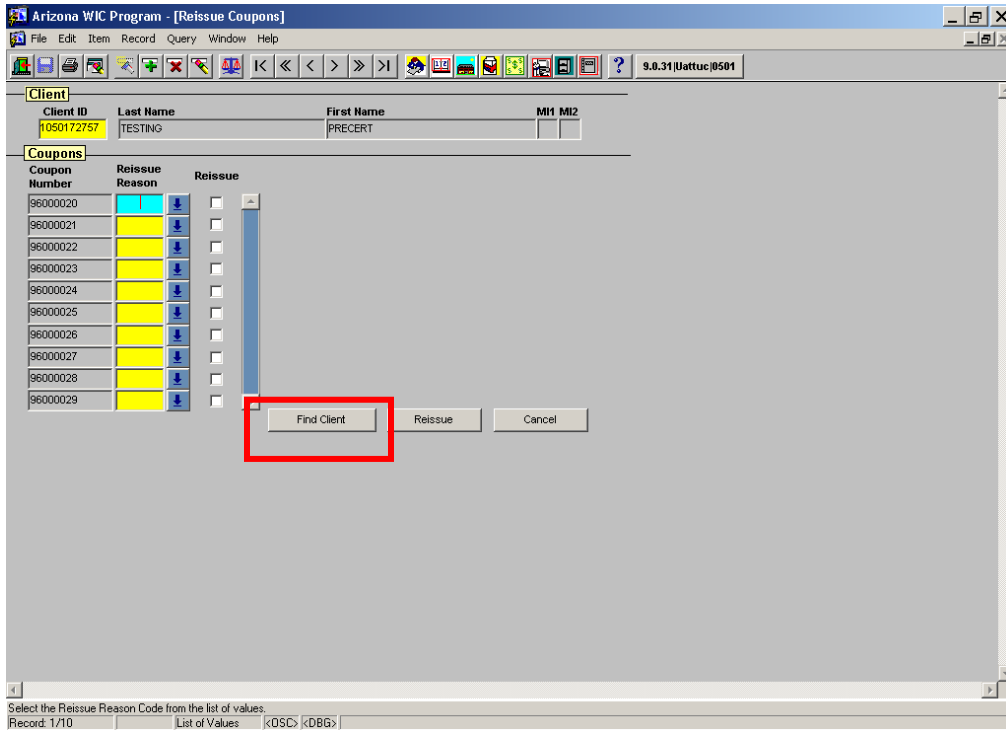 Arizona WIC Program - [Reissue Coupons]
File Edit Item Record Query Window Help
9.0.31|Uattuc|0501
Client
Client ID Last Name First Name MI1 MI2
1050172757 TESTING PRECERT
Coupons
Coupon Number Reissue Reason Reissue
96000020
96000021
96000022
96000023
96000024
96000025
96000026
96000027
96000028
96000029
Find Client Reissue Cancel
Select the Reissue Reason Code from the list of values.
Record: 1/10 List of Values <OSC> <DBG>